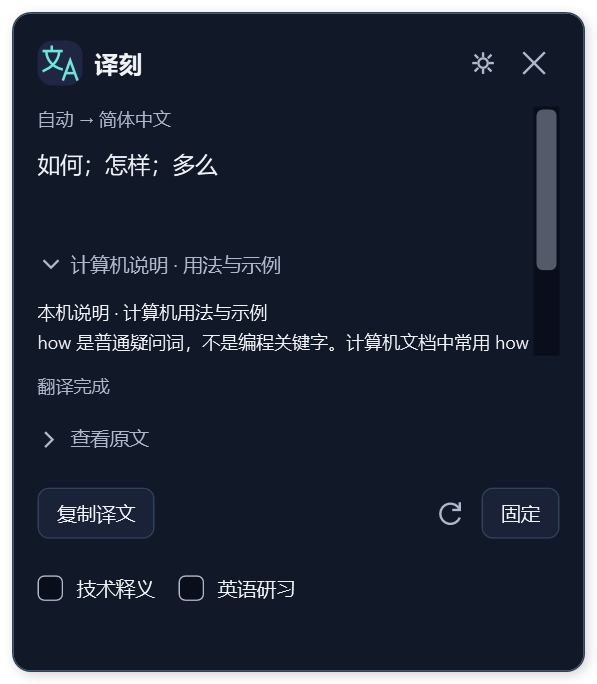 文A 译刻
自动 → 简体中文
如何；怎样；多么
计算机说明 · 用法与示例
本机说明 · 计算机用法与示例
how 是普通疑问词，不是编程关键字。计算机文档中常用 how
翻译完成
查看原文
复制译文
固定
技术释义
英语研习